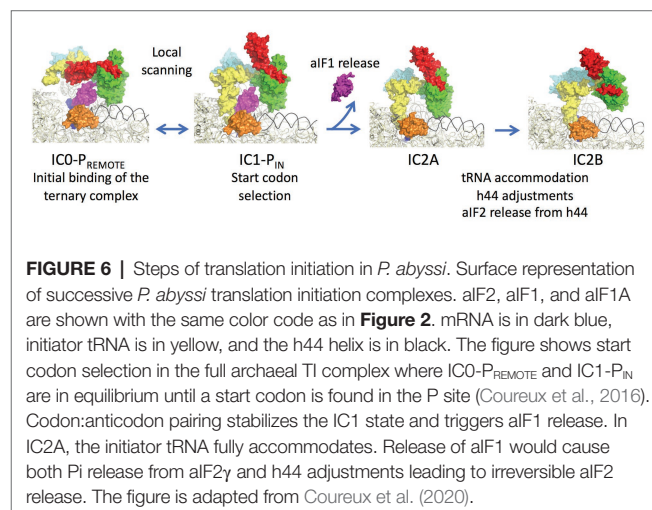 Local
scanning
aIF1 release
IC0-PREMOTE
Initial binding of the
ternary complex
IC1-PIN
Start codon
selection
IC2A
IC2B
tRNA accommodation
h44 adjustments
aIF2 release from h44
FIGURE 6 | Steps of translation initiation in P. abyssi. Surface representation
of successive P. abyssi translation initiation complexes. aIF2, aIF1, and aIF1A
are shown with the same color code as in Figure 2. mRNA is in dark blue,
initiator tRNA is in yellow, and the h44 helix is in black. The figure shows start
codon selection in the full archaeal TI complex where IC0-PREMOTE and IC1-PIN
are in equilibrium until a start codon is found in the P site (Coureux et al., 2016).
Codon:anticodon pairing stabilizes the IC1 state and triggers aIF1 release. In
IC2A, the initiator tRNA fully accommodates. Release of aIF1 would cause
both Pi release from aIF2γ and h44 adjustments leading to irreversible aIF2
release. The figure is adapted from Coureux et al. (2020).